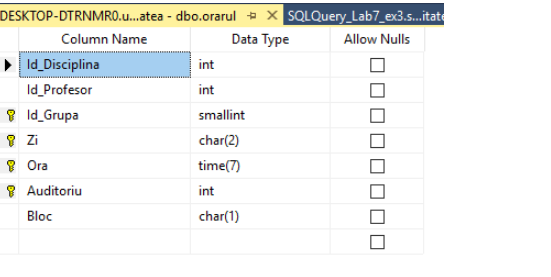 DESKTOP-DTRNMR0.u...atea - dbo.orarul SQLQuery_Lab7_ex3.s...itate
Column Name Data Type Allow Nulls
Id_Disciplina int
Id_Profesor int
Id_Grupa smallint
Zi char(2)
Ora time(7)
Auditoriu int
Bloc char(1)